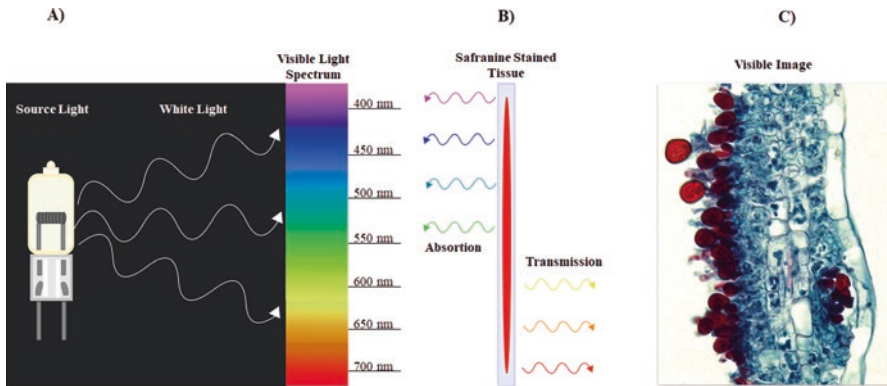 A)
B)
C)
Visible Light
Spectrum
Safranine Stained
Tissue
Visible Image
Source Light
White Light
400 nm
450 nm
500 nm
550 nm
600 nm
650 nm
700 nm
Absortion
Transmission